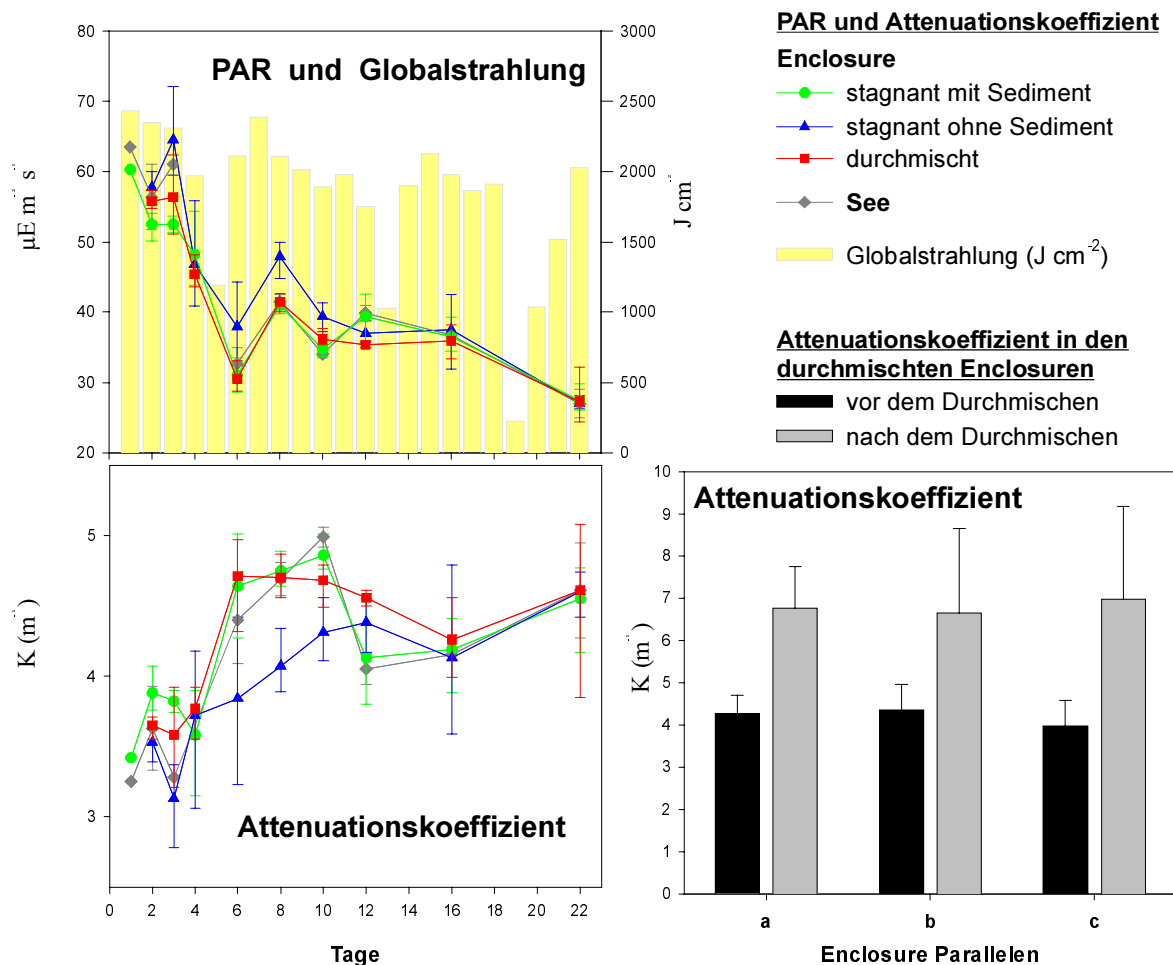 PAR und Globalstrahlung
80
70
60
50
40
30
20
µE m⁻² s⁻¹
3000
2500
2000
1500
1000
500
0
J cm⁻²
PAR und Attenuationskoeffizient
Enclosure
stagnant mit Sediment
stagnant ohne Sediment
durchmischt
See
Globalstrahlung (J cm⁻²)
Attenuationskoeffizient in den
durchmischten Enclosuren
vor dem Durchmischen
nach dem Durchmischen
Attenuationskoeffizient
5
4
3
K (m⁻¹)
0 2 4 6 8 10 12 14 16 18 20 22
Tage
Attenuationskoeffizient
10
9
8
7
6
5
4
3
2
1
0
K (m⁻¹)
a b c
Enclosure Parallelen